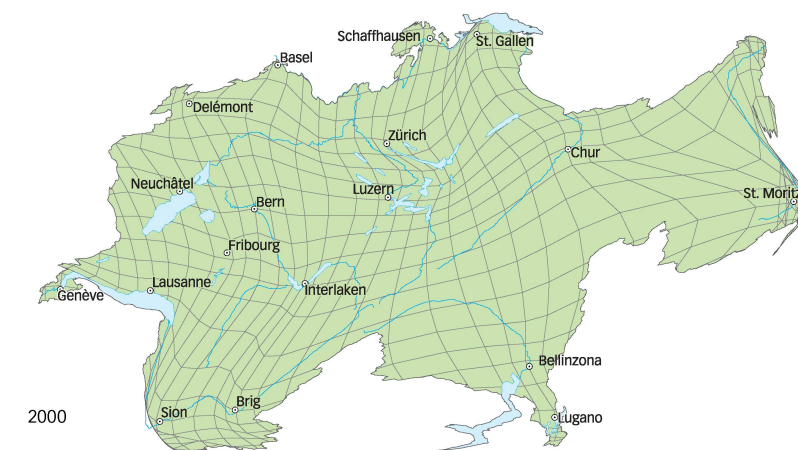 Schaffhausen
St. Gallen
Basel
Delémont
Zürich
Chur
Neuchâtel
Luzern
St. Moritz
Bern
Fribourg
Lausanne
Genève
Interlaken
Bellinzona
Brig
Sion
2000
Lugano